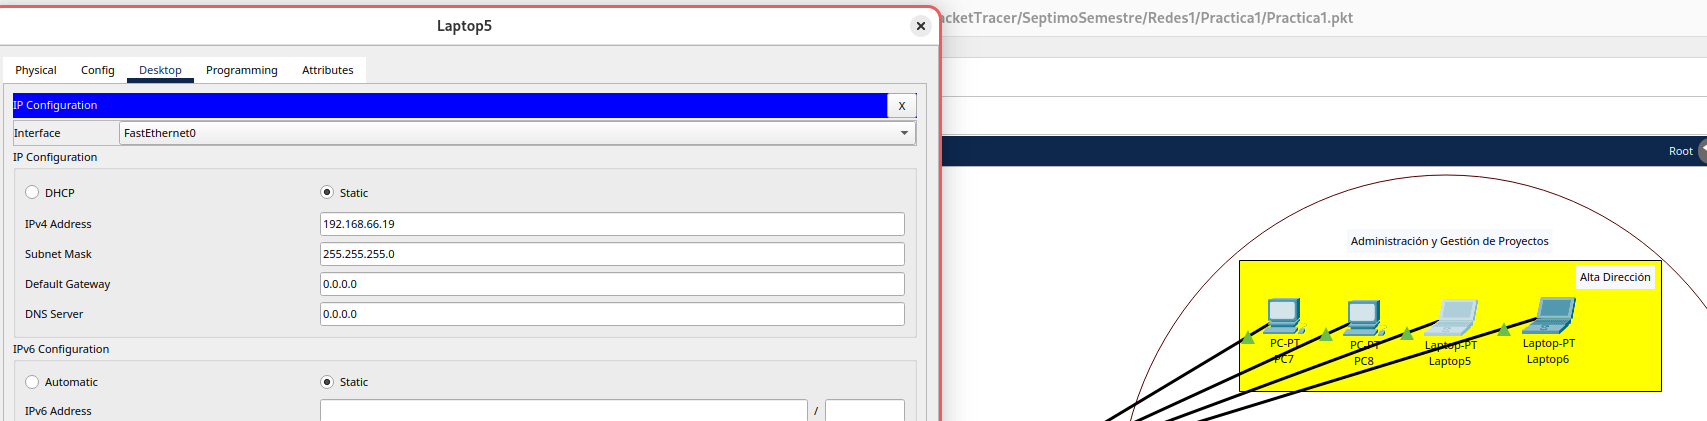 Laptop5
acketTracer/SeptimoSemestre/Redes1/Practica1/Practica1.pkt
Physical Config Desktop Programming Attributes
IP Configuration X
Interface FastEthernet0
IP Configuration
DHCP Static
IPv4 Address 192.168.66.19
Subnet Mask 255.255.255.0
Default Gateway 0.0.0.0
DNS Server 0.0.0.0
IPv6 Configuration
Automatic Static
IPv6 Address /
Root
Administración y Gestión de Proyectos
Alta Dirección
PC-PT
PC7
PC-PT
PC8
Laptop-PT
Laptop5
Laptop-PT
Laptop6